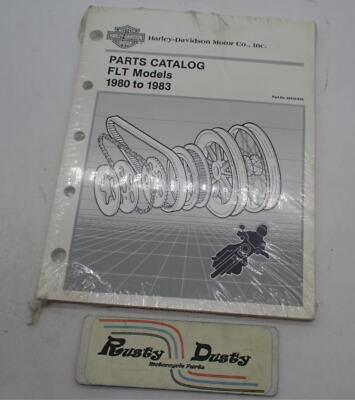 Harley-Davidson Motor Co., Inc.
PARTS CATALOG
FLT Models
1980 to 1983
Rusty Dusty
Motorcycle Parts